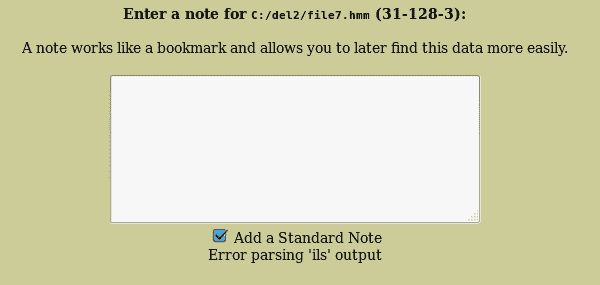 Enter a note for C:/del2/file7.hmm (31-128-3):
A note works like a bookmark and allows you to later find this data more easily.
Add a Standard Note
Error parsing 'ils' output